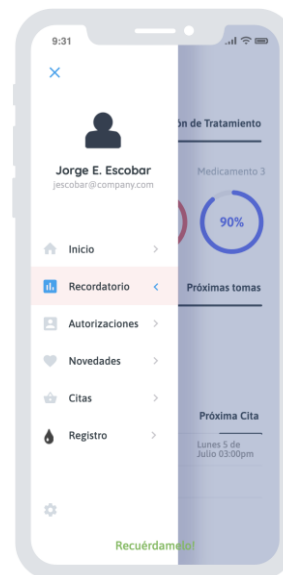 9:31
Jorge E. Escobar
jescobar@company.com
Inicio
Recordatorio
Autorizaciones
Novedades
Citas
Registro
Recuérdamelo!
ón de Tratamiento
Medicamento 3
90%
Próximas tomas
Próxima Cita
Lunes 5 de
Julio 03:00pm